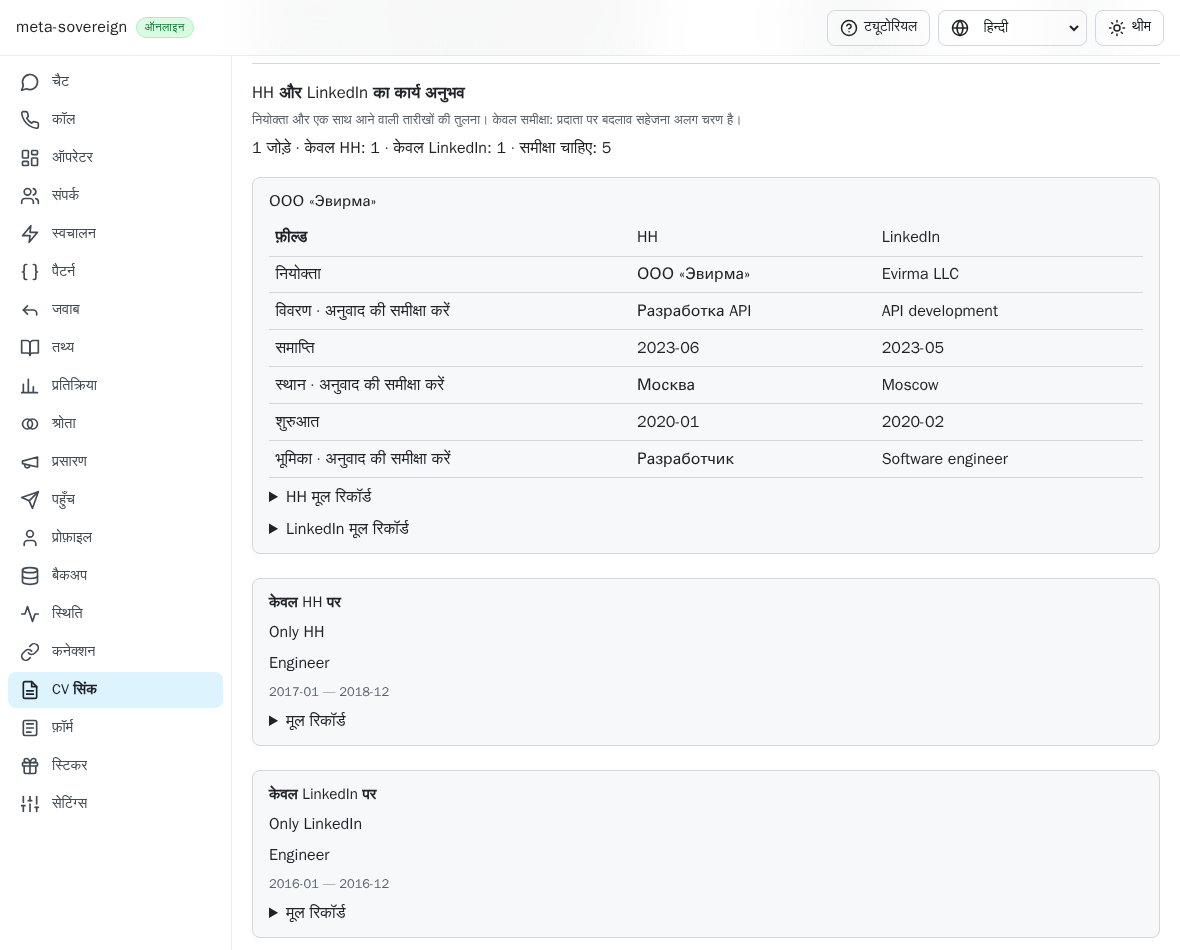 meta-sovereign ऑनलाइन ट्यूटोरियल हिन्दी थीम
चैट
कॉल
ऑपरेटर
संपर्क
स्वचालन
पैटर्न
जवाब
तथ्य
प्रतिक्रिया
श्रोता
प्रसारण
पहुँच
प्रोफ़ाइल
बैकअप
स्थिति
कनेक्शन
CV सिंक
फ़ॉर्म
स्टिकर
सेटिंग्स
HH और LinkedIn का कार्य अनुभव
नियोक्ता और एक साथ आने वाली तारीखों की तुलना। केवल समीक्षा; प्रदाता पर बदलाव सहेजना अलग चरण है।
1 जोड़े · केवल HH: 1 · केवल LinkedIn: 1 · समीक्षा चाहिए: 5
ООО «Эвирма»
फ़ील्ड HH LinkedIn
नियोक्ता ООО «Эвирма» Evirma LLC
विवरण · अनुवाद की समीक्षा करें Разработка API API development
समाप्ति 2023-06 2023-05
स्थान · अनुवाद की समीक्षा करें Москва Moscow
शुरुआत 2020-01 2020-02
भूमिका · अनुवाद की समीक्षा करें Разработчик Software engineer
HH मूल रिकॉर्ड
LinkedIn मूल रिकॉर्ड
केवल HH पर
Only HH
Engineer
2017-01 — 2018-12
मूल रिकॉर्ड
केवल LinkedIn पर
Only LinkedIn
Engineer
2016-01 — 2016-12
मूल रिकॉर्ड